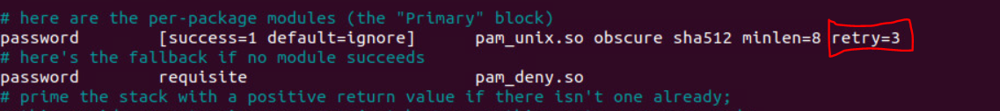 # here are the per-package modules (the "Primary" block)
password [success=1 default=ignore] pam_unix.so obscure sha512 minlen=8 retry=3
# here's the fallback if no module succeeds
password requisite pam_deny.so
# prime the stack with a positive return value if there isn't one already;